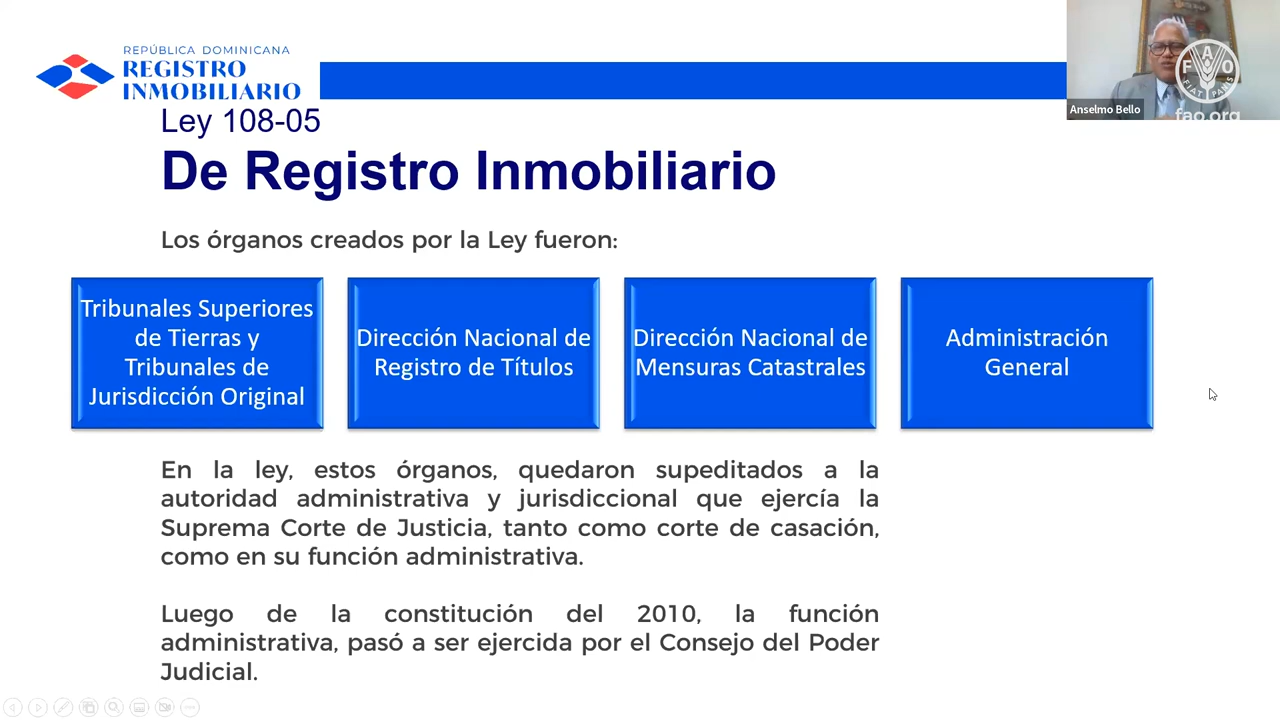 REPÚBLICA DOMINICANA
REGISTRO
INMOBILIARIO
Ley 108-05
De Registro Inmobiliario
Los órganos creados por la Ley fueron:
Tribunales Superiores
de Tierras y
Tribunales de
Jurisdicción Original
Dirección Nacional de
Registro de Títulos
Dirección Nacional de
Mensuras Catastrales
Administración
General
En la ley, estos órganos, quedaron supeditados a la
autoridad administrativa y jurisdiccional que ejercía la
Suprema Corte de Justicia, tanto como corte de casación,
como en su función administrativa.
Luego de la constitución del 2010, la función
administrativa, pasó a ser ejercida por el Consejo del Poder
Judicial.
Anselmo Bello
F A O
FIAT PANIS
fao.org